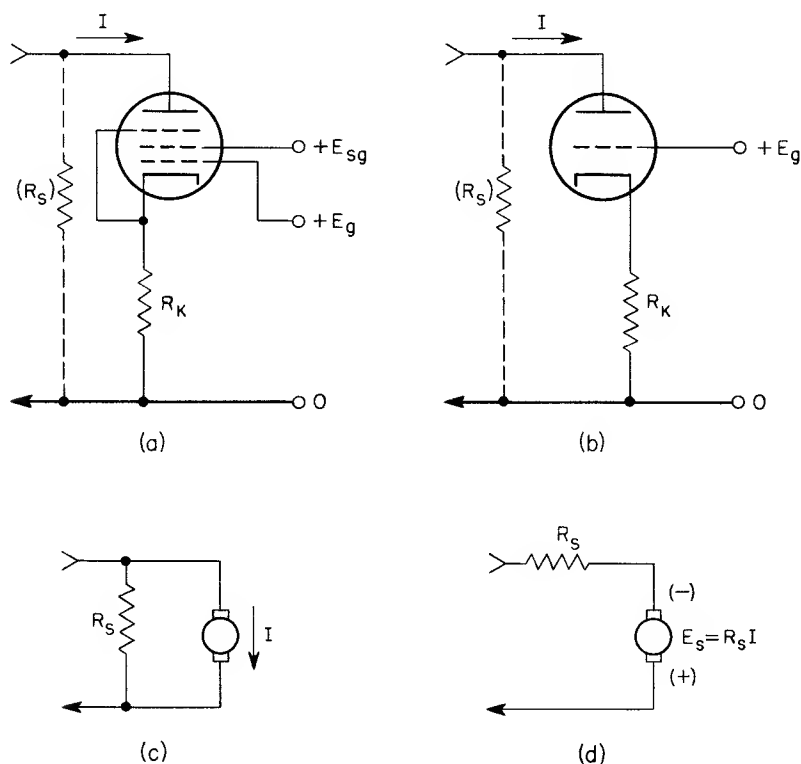 I
(R_S)
+E_sg
+E_g
R_K
0
(a)
I
(R_S)
+E_g
R_K
0
(b)
R_S
I
(c)
R_S
(−)
E_S=R_S I
(+)
(d)